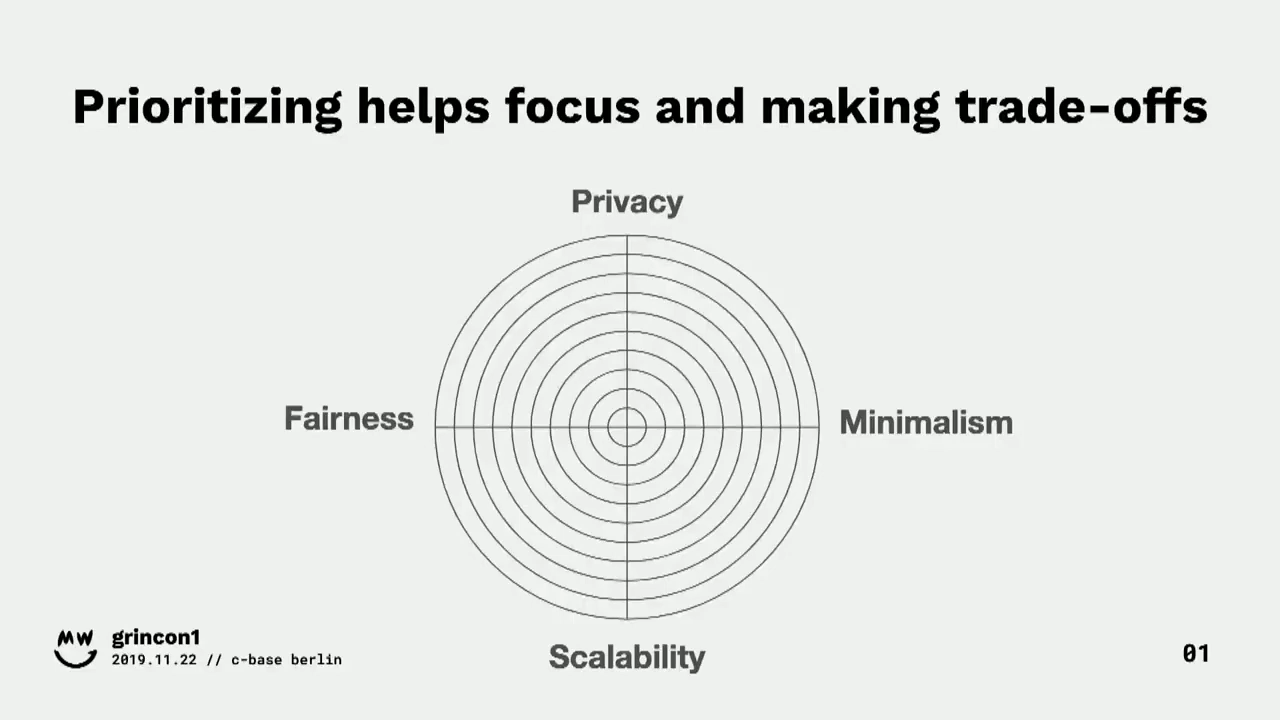 Prioritizing helps focus and making trade-offs
Privacy
Fairness
Minimalism
Scalability
MW
grincon1
2019.11.22 // c-base berlin
01